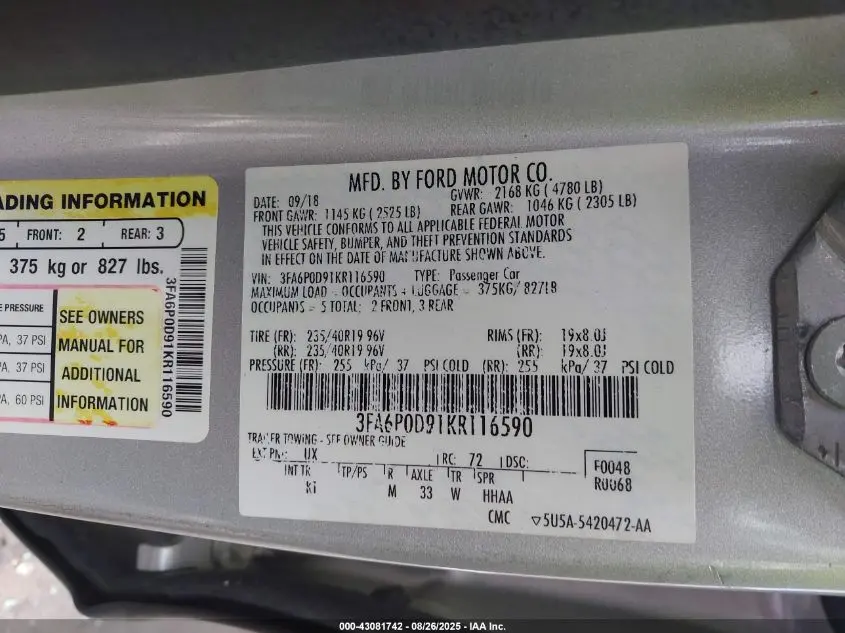 ADING INFORMATION
5 FRONT: 2 REAR: 3
375 kg or 827 lbs.
E PRESSURE
PA, 37 PSI
PA, 37 PSI
PA, 60 PSI
SEE OWNERS
MANUAL FOR
ADDITIONAL
INFORMATION
3FA6P0D91KR116590
MFD. BY FORD MOTOR CO.
DATE: 09/18 GVWR: 2168 KG ( 4780 LB)
FRONT GAWR: 1145 KG ( 2525 LB) REAR GAWR: 1046 KG ( 2305 LB)
THIS VEHICLE CONFORMS TO ALL APPLICABLE FEDERAL MOTOR
VEHICLE SAFETY, BUMPER, AND THEFT PREVENTION STANDARDS
IN EFFECT ON THE DATE OF MANUFACTURE SHOWN ABOVE.
VIN: 3FA6P0D91KR116590 TYPE: Passenger Car
MAXIMUM LOAD = OCCUPANTS + LUGGAGE = 375KG/ 827LB
OCCUPANTS = 5 TOTAL: 2 FRONT, 3 REAR
TIRE (FR): 235/40R19 96V RIMS (FR): 19x8.0J
(RR): 235/40R19 96V (RR): 19x8.0J
PRESSURE (FR): 255 kPa/ 37 PSI COLD (RR): 255 kPa/ 37 PSI COLD
3FA6P0D91KR116590
TRAILER TOWING - SEE OWNER GUIDE
EXT PNT: UX RC: 72 DSO: F0048
INT TR TP/PS R AXLE TR SPR R0068
KI M 33 W HHAA
CMC ▽5U5A-5420472-AA
000-43081742 - 08/26/2025 - IAA Inc.